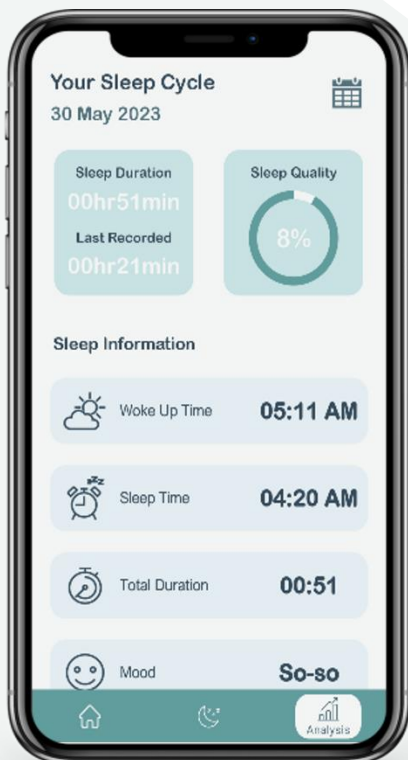 Your Sleep Cycle
30 May 2023
Sleep Duration
00hr51min
Last Recorded
00hr21min
Sleep Quality
8%
Sleep Information
Woke Up Time 05:11 AM
zzz
Sleep Time 04:20 AM
Total Duration 00:51
Mood So-so
Analysis